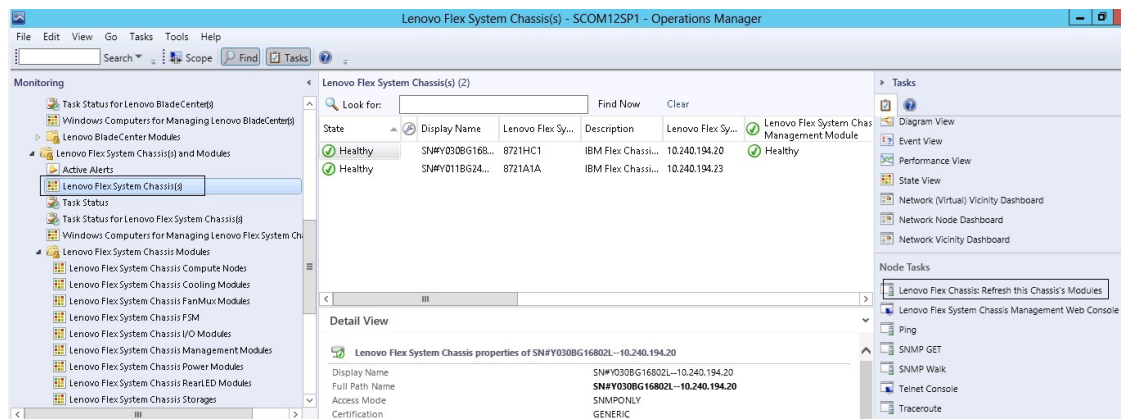 Lenovo Flex System Chassis(s) - SCOM12SP1 - Operations Manager
File Edit View Go Tasks Tools Help
Search Scope Find Tasks
Monitoring
Task Status for Lenovo BladeCenter(s)
Windows Computers for Managing Lenovo BladeCenter(s)
Lenovo BladeCenter Modules
Lenovo Flex System Chassis(s) and Modules
Active Alerts
Lenovo Flex System Chassis(s)
Task Status
Task Status for Lenovo Flex System Chassis(s)
Windows Computers for Managing Lenovo Flex System Ch
Lenovo Flex System Chassis Modules
Lenovo Flex System Chassis Compute Nodes
Lenovo Flex System Chassis Cooling Modules
Lenovo Flex System Chassis FanMux Modules
Lenovo Flex System Chassis FSM
Lenovo Flex System Chassis I/O Modules
Lenovo Flex System Chassis Management Modules
Lenovo Flex System Chassis Power Modules
Lenovo Flex System Chassis RearLED Modules
Lenovo Flex System Chassis Storages
Lenovo Flex System Chassis(s) (2)
Look for: Find Now Clear
State Display Name Lenovo Flex Sy... Description Lenovo Flex Sy... Lenovo Flex System Chas
Management Module
Healthy SN#Y030BG168... 8721HC1 IBM Flex Chassi... 10.240.194.20 Healthy
Healthy SN#Y011BG24... 8721A1A IBM Flex Chassi... 10.240.194.23
Detail View
Lenovo Flex System Chassis properties of SN#Y030BG16802L--10.240.194.20
Display Name SN#Y030BG16802L--10.240.194.20
Full Path Name SN#Y030BG16802L--10.240.194.20
Access Mode SNMPONLY
Certification GENERIC
Tasks
Diagram View
Event View
Performance View
State View
Network (Virtual) Vicinity Dashboard
Network Node Dashboard
Network Vicinity Dashboard
Node Tasks
Lenovo Flex Chassis: Refresh this Chassis's Modules
Lenovo Flex System Chassis Management Web Console
Ping
SNMP GET
SNMP Walk
Telnet Console
Traceroute